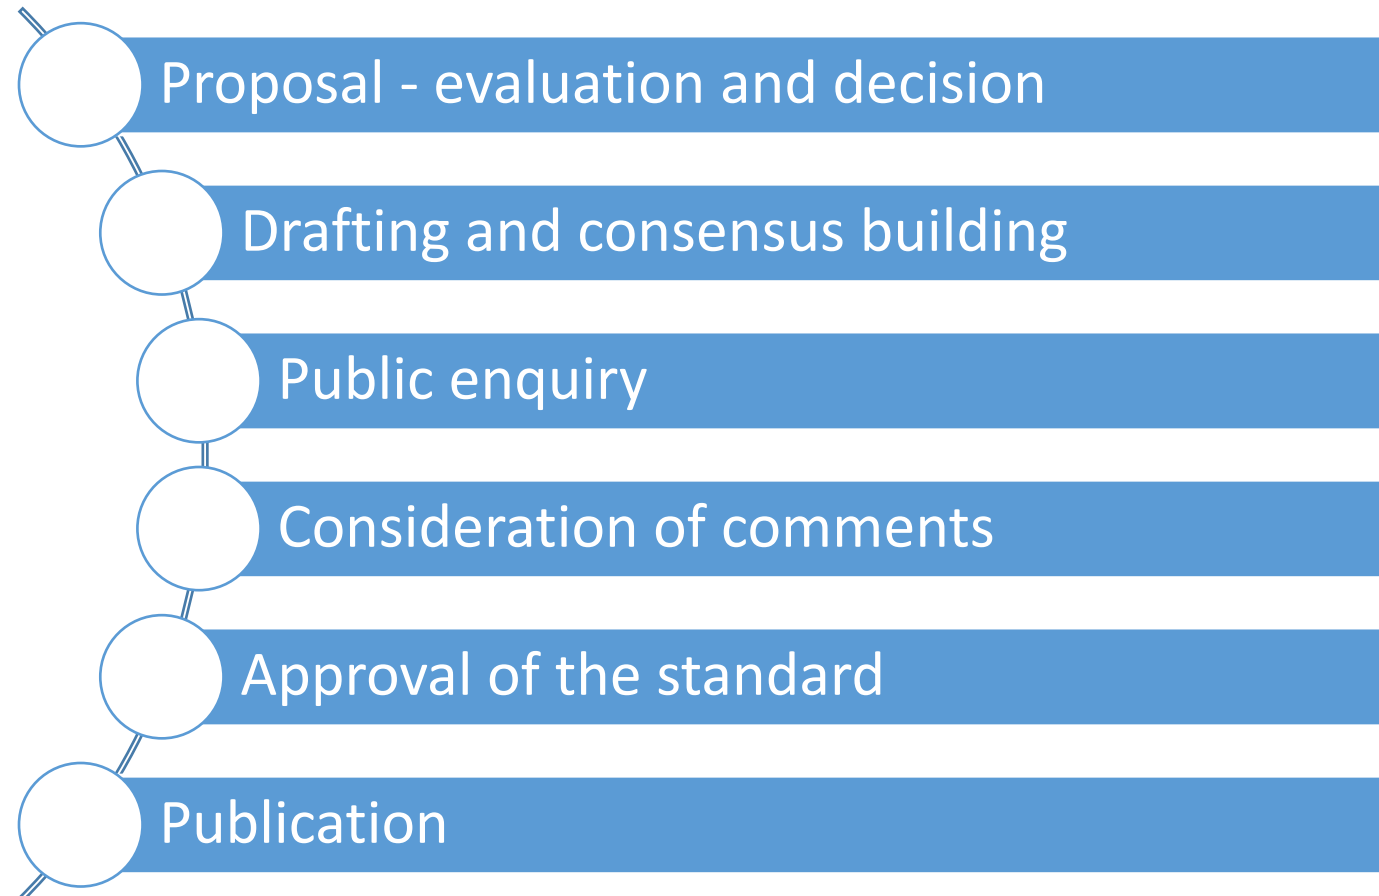 Proposal - evaluation and decision
Drafting and consensus building
Public enquiry
Consideration of comments
Approval of the standard
Publication